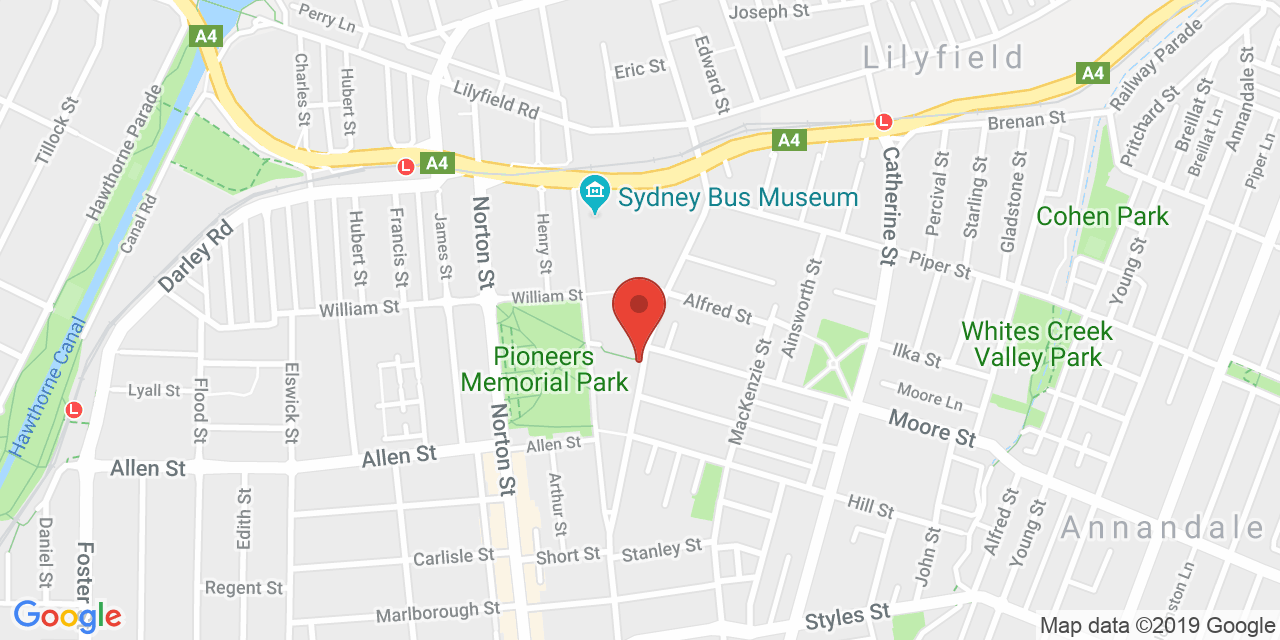 Perry Ln
Joseph St
A4
Edward St
Lilyfield
Eric St
Charles St
Hubert St
Lilyfield Rd
A4
Railway Parade
Annandale St
Tillock St
Hawthorne Parade
Brenan St
Pritchard St
Breillat St
Breillat Ln
Piper Ln
L
L
A4
A4
Catherine St
Percival St
Starling St
Gladstone St
Sydney Bus Museum
Cohen Park
Canal Rd
Darley Rd
Hubert St
Francis St
James St
Norton St
Henry St
Piper St
Young St
William St
William St
Alfred St
Ainsworth St
Whites Creek
Valley Park
Hawthorne Canal
Pioneers
Memorial Park
Ilka St
MacKenzie St
Moore Ln
Lyall St
Flood St
Elswick St
L
Norton St
Moore St
Allen St
Allen St
Allen St
Arthur St
Hill St
Edith St
Alfred St
Young St
Annandale
Daniel St
Foster
Carlisle St
Short St
Stanley St
John St
Regent St
Marlborough St
Styles St
Google
Map data ©2019 Google